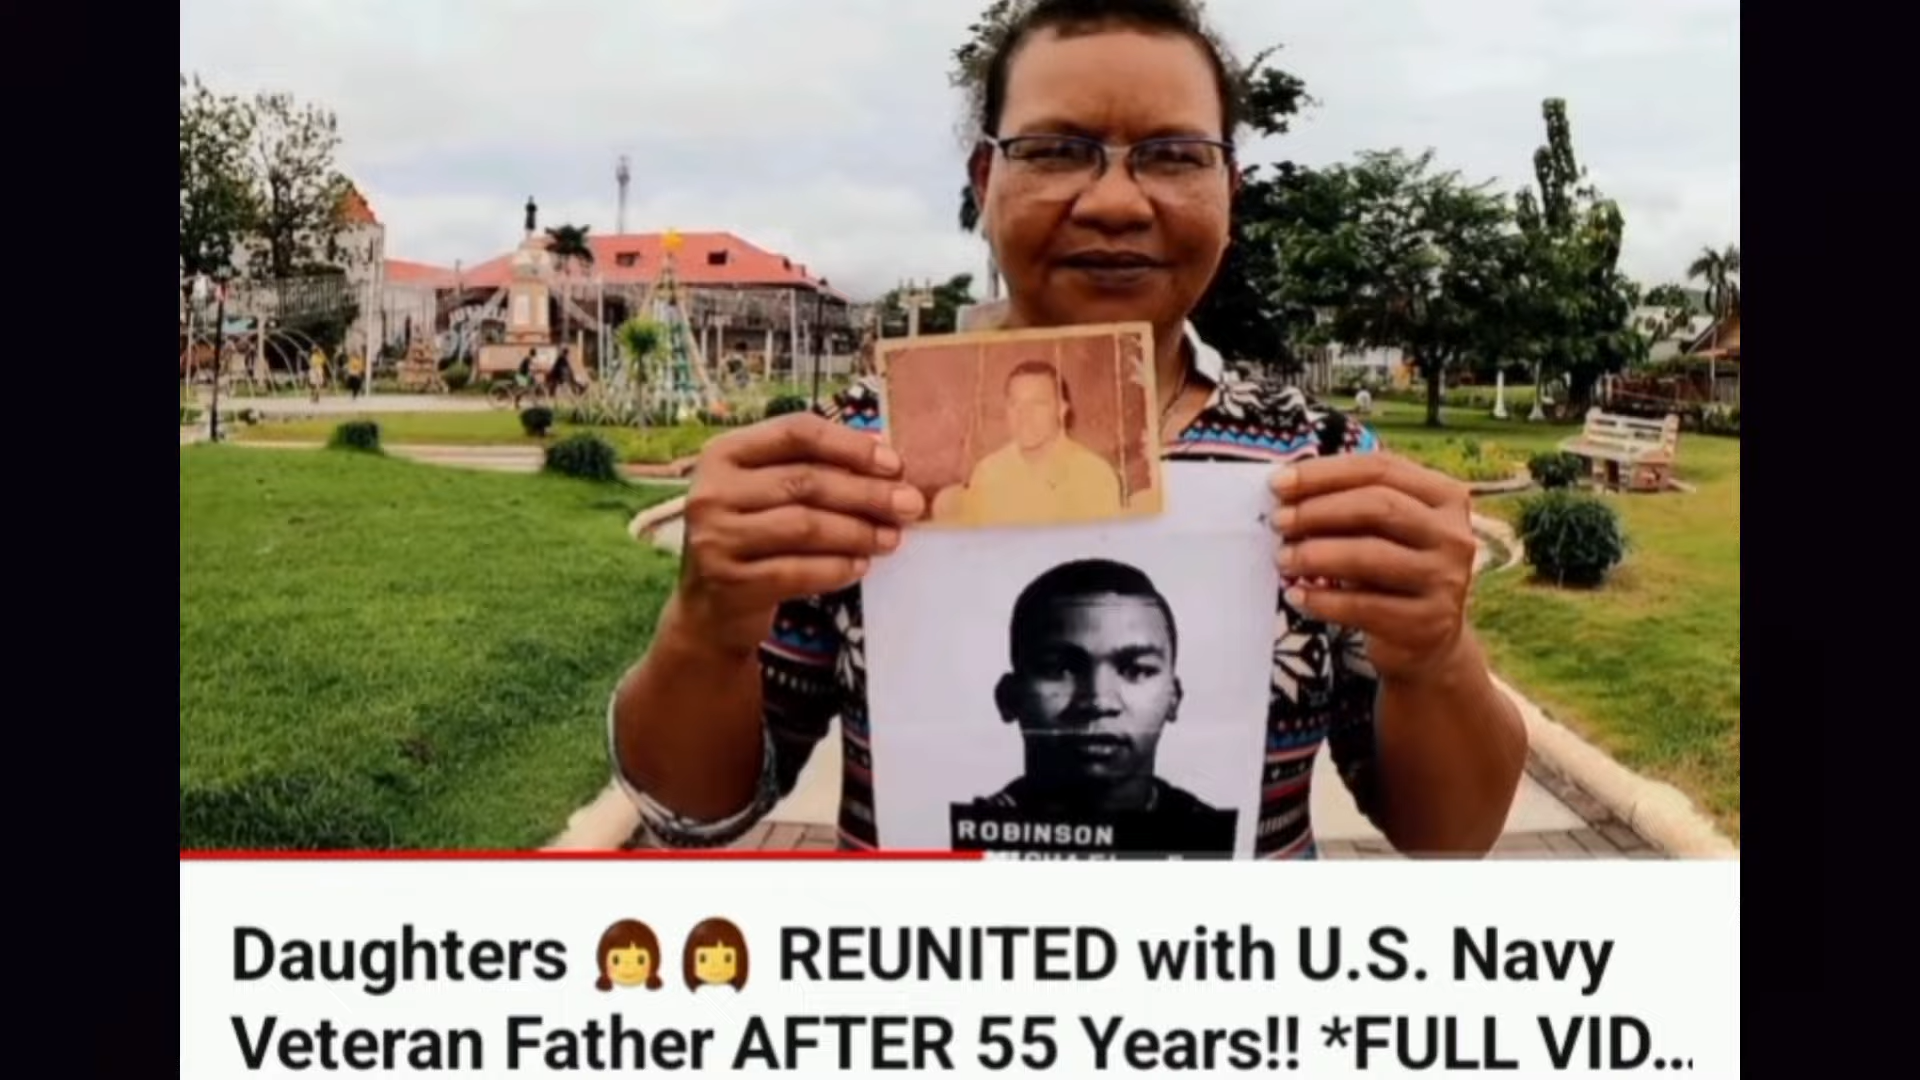 ROBINSON
Daughters 👧👩 REUNITED with U.S. Navy
Veteran Father AFTER 55 Years!! *FULL VID...